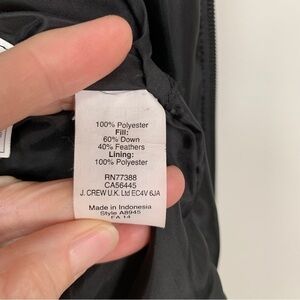 100% Polyester
Fill:
60% Down
40% Feathers
Lining:
100% Polyester
RN77388
CA56445
J. CREW U.K. Ltd EC4V 6JA
Made in Indonesia
Style A8945
FA 14